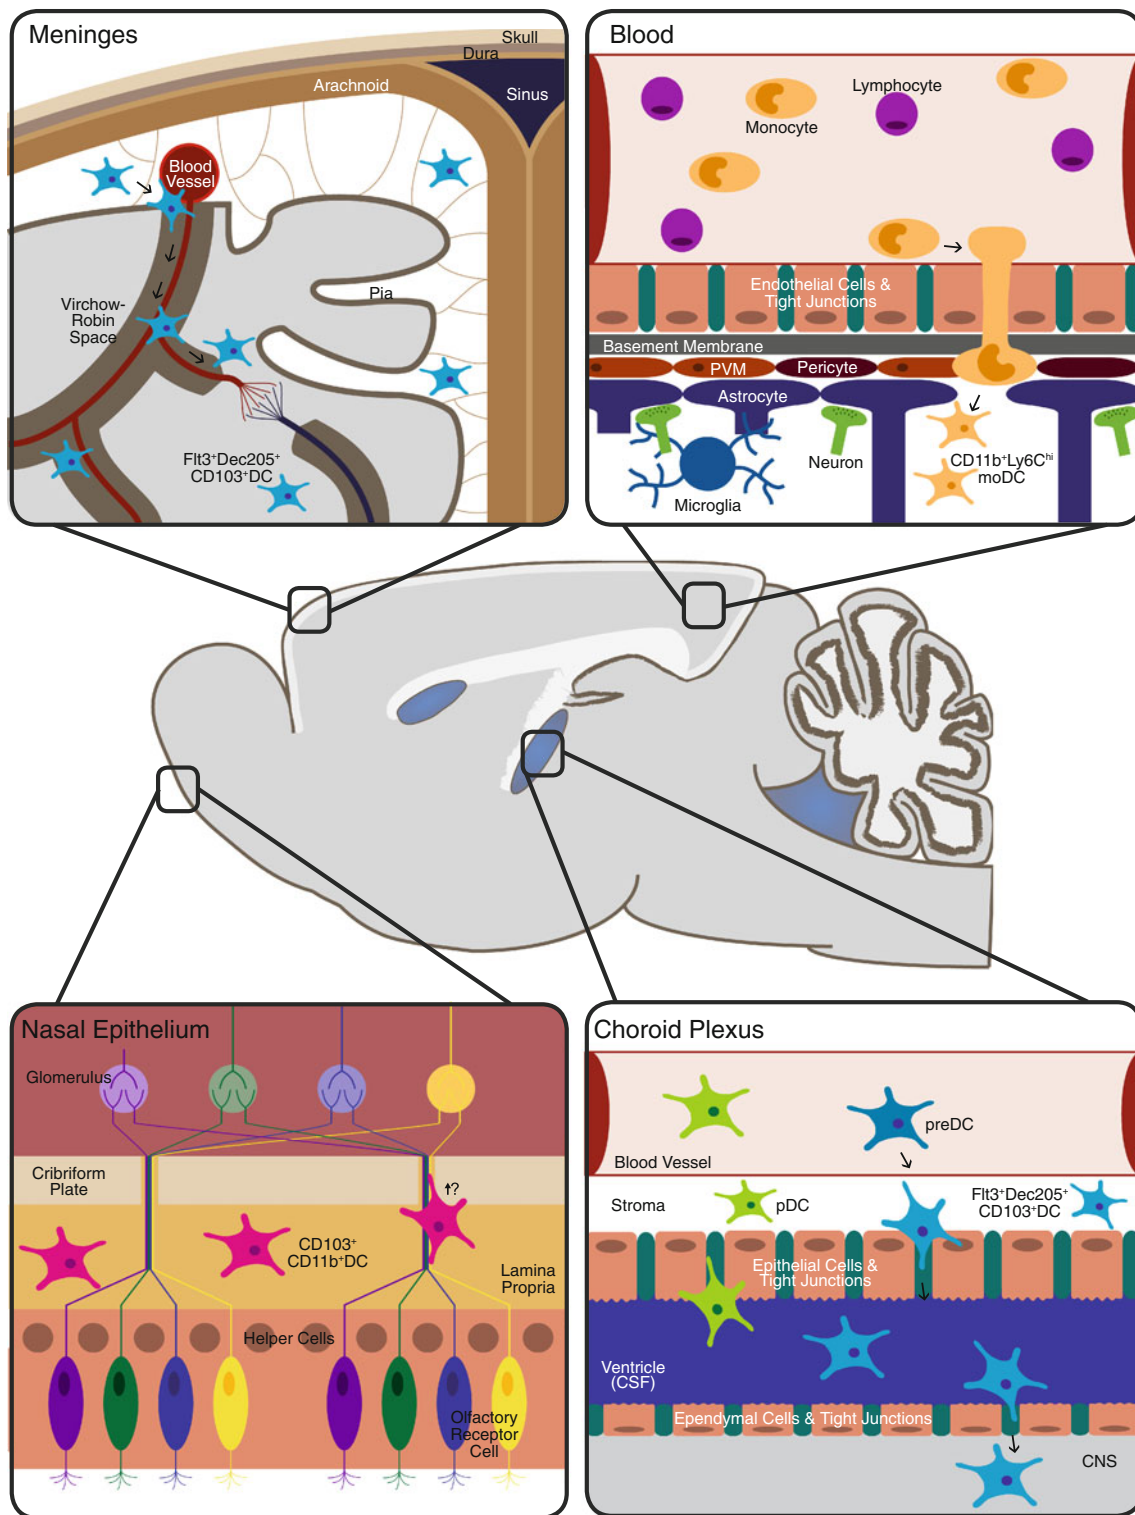 Meninges
Skull
Dura
Arachnoid
Sinus
Blood
Vessel
Virchow-
Robin
Space
Pia
Flt3⁺Dec205⁺
CD103⁺DC
Blood
Lymphocyte
Monocyte
Endothelial Cells &
Tight Junctions
Basement Membrane
PVM
Pericyte
Astrocyte
Neuron
CD11b⁺Ly6Cʰⁱ
moDC
Microglia
Nasal Epithelium
Glomerulus
Cribriform
Plate
?
CD103⁺
CD11b⁺DC
Lamina
Propria
Helper Cells
Olfactory
Receptor
Cell
Choroid Plexus
preDC
Blood Vessel
Stroma
pDC
Flt3⁺Dec205⁺
CD103⁺DC
Epithelial Cells &
Tight Junctions
Ventricle
(CSF)
Ependymal Cells & Tight Junctions
CNS